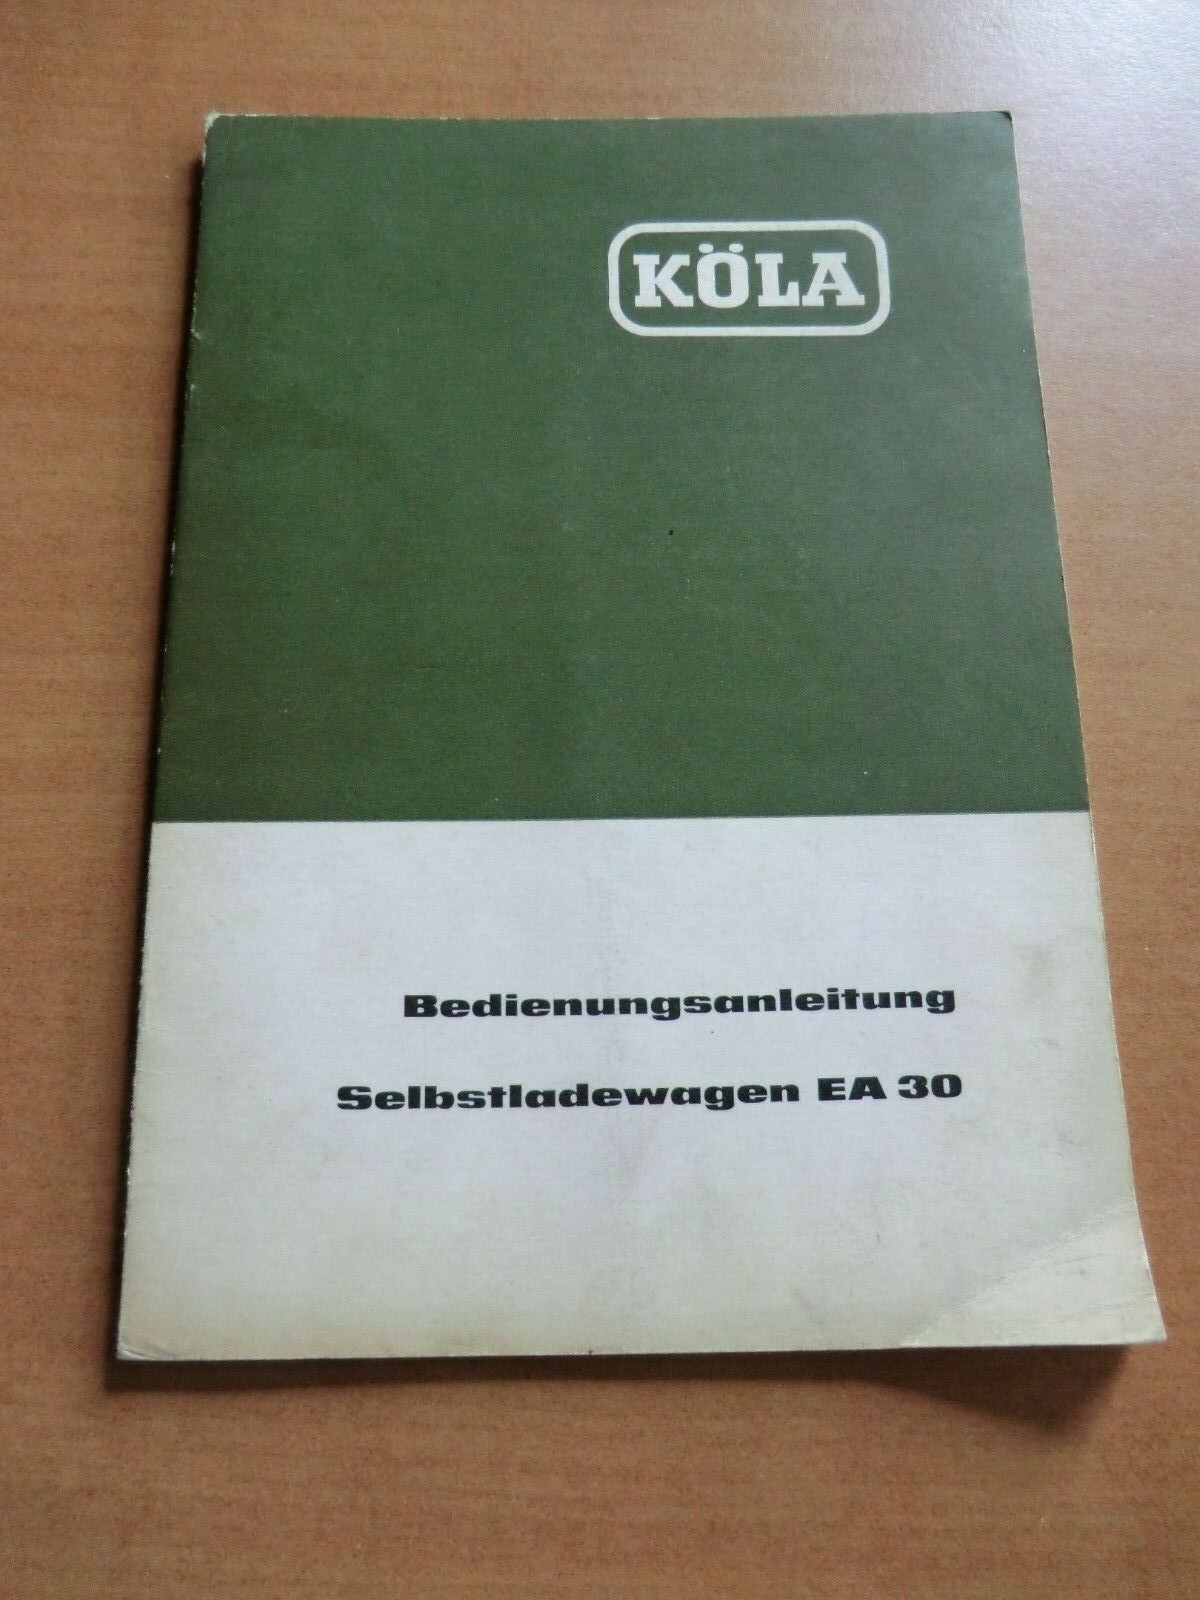 KÖLA
Bedienungsanleitung
Selbstladewagen EA 30